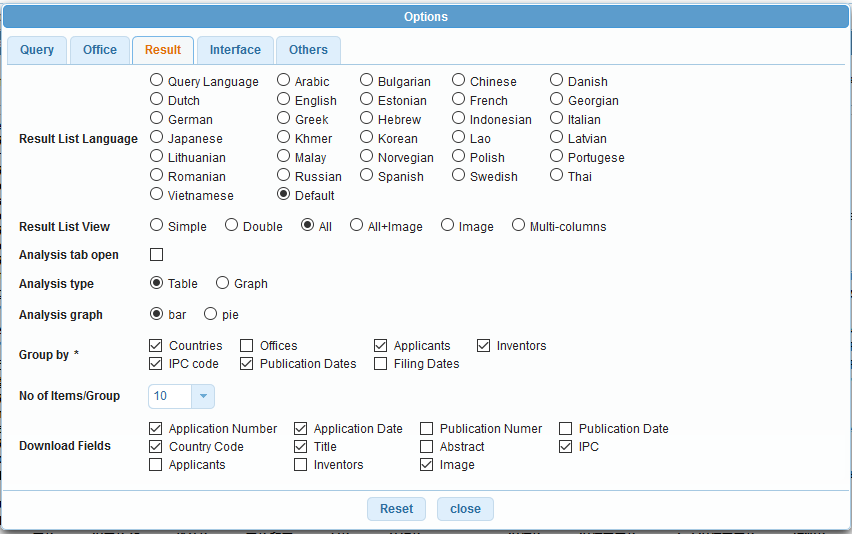 Options
Query Office Result Interface Others
Query Language Arabic Bulgarian Chinese Danish
Dutch English Estonian French Georgian
German Greek Hebrew Indonesian Italian
Result List Language Japanese Khmer Korean Lao Latvian
Lithuanian Malay Norvegian Polish Portugese
Romanian Russian Spanish Swedish Thai
Vietnamese Default
Result List View Simple Double All All+Image Image Multi-columns
Analysis tab open
Analysis type Table Graph
Analysis graph bar pie
Group by * Countries Offices Applicants Inventors
IPC code Publication Dates Filing Dates
No of Items/Group 10
Application Number Application Date Publication Numer Publication Date
Download Fields Country Code Title Abstract IPC
Applicants Inventors Image
Reset close